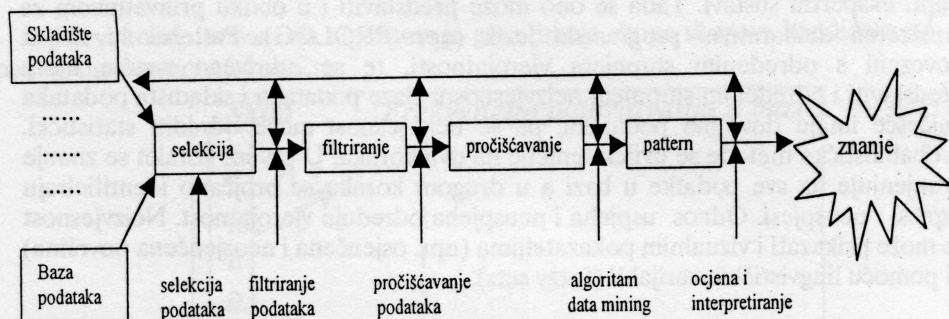 Skladište
podataka
........
........
Baza
podataka
selekcija
filtriranje
pročišćavanje
pattern
znanje
selekcija
podataka
filtriranje
podataka
pročišćavanje
podataka
algoritam
data mining
ocjena i
interpretiranje